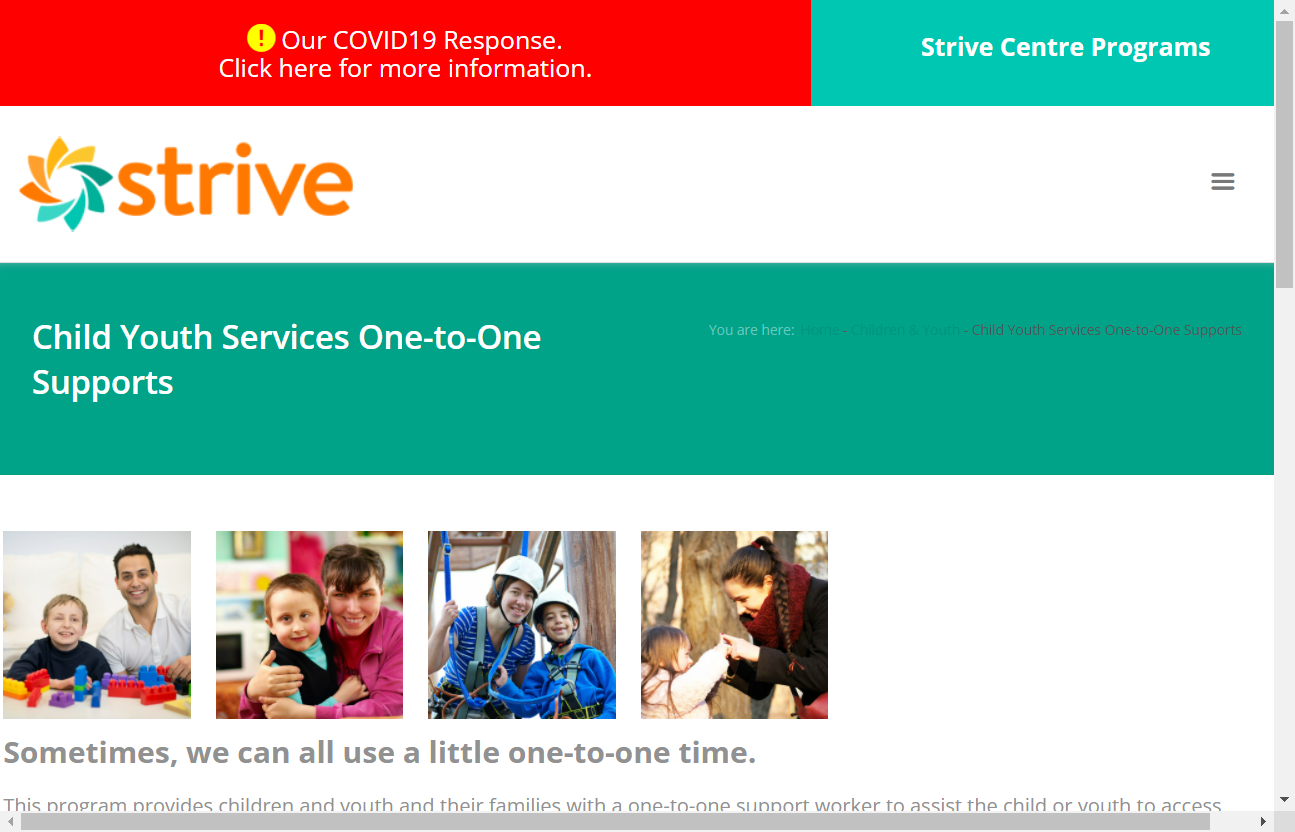 Our COVID19 Response.
Click here for more information.
Strive Centre Programs
strive
Child Youth Services One-to-One
Supports
You are here: Home - Children & Youth - Child Youth Services One-to-One Supports
Sometimes, we can all use a little one-to-one time.
This program provides children and youth and their families with a one-to-one support worker to assist the child or youth to access